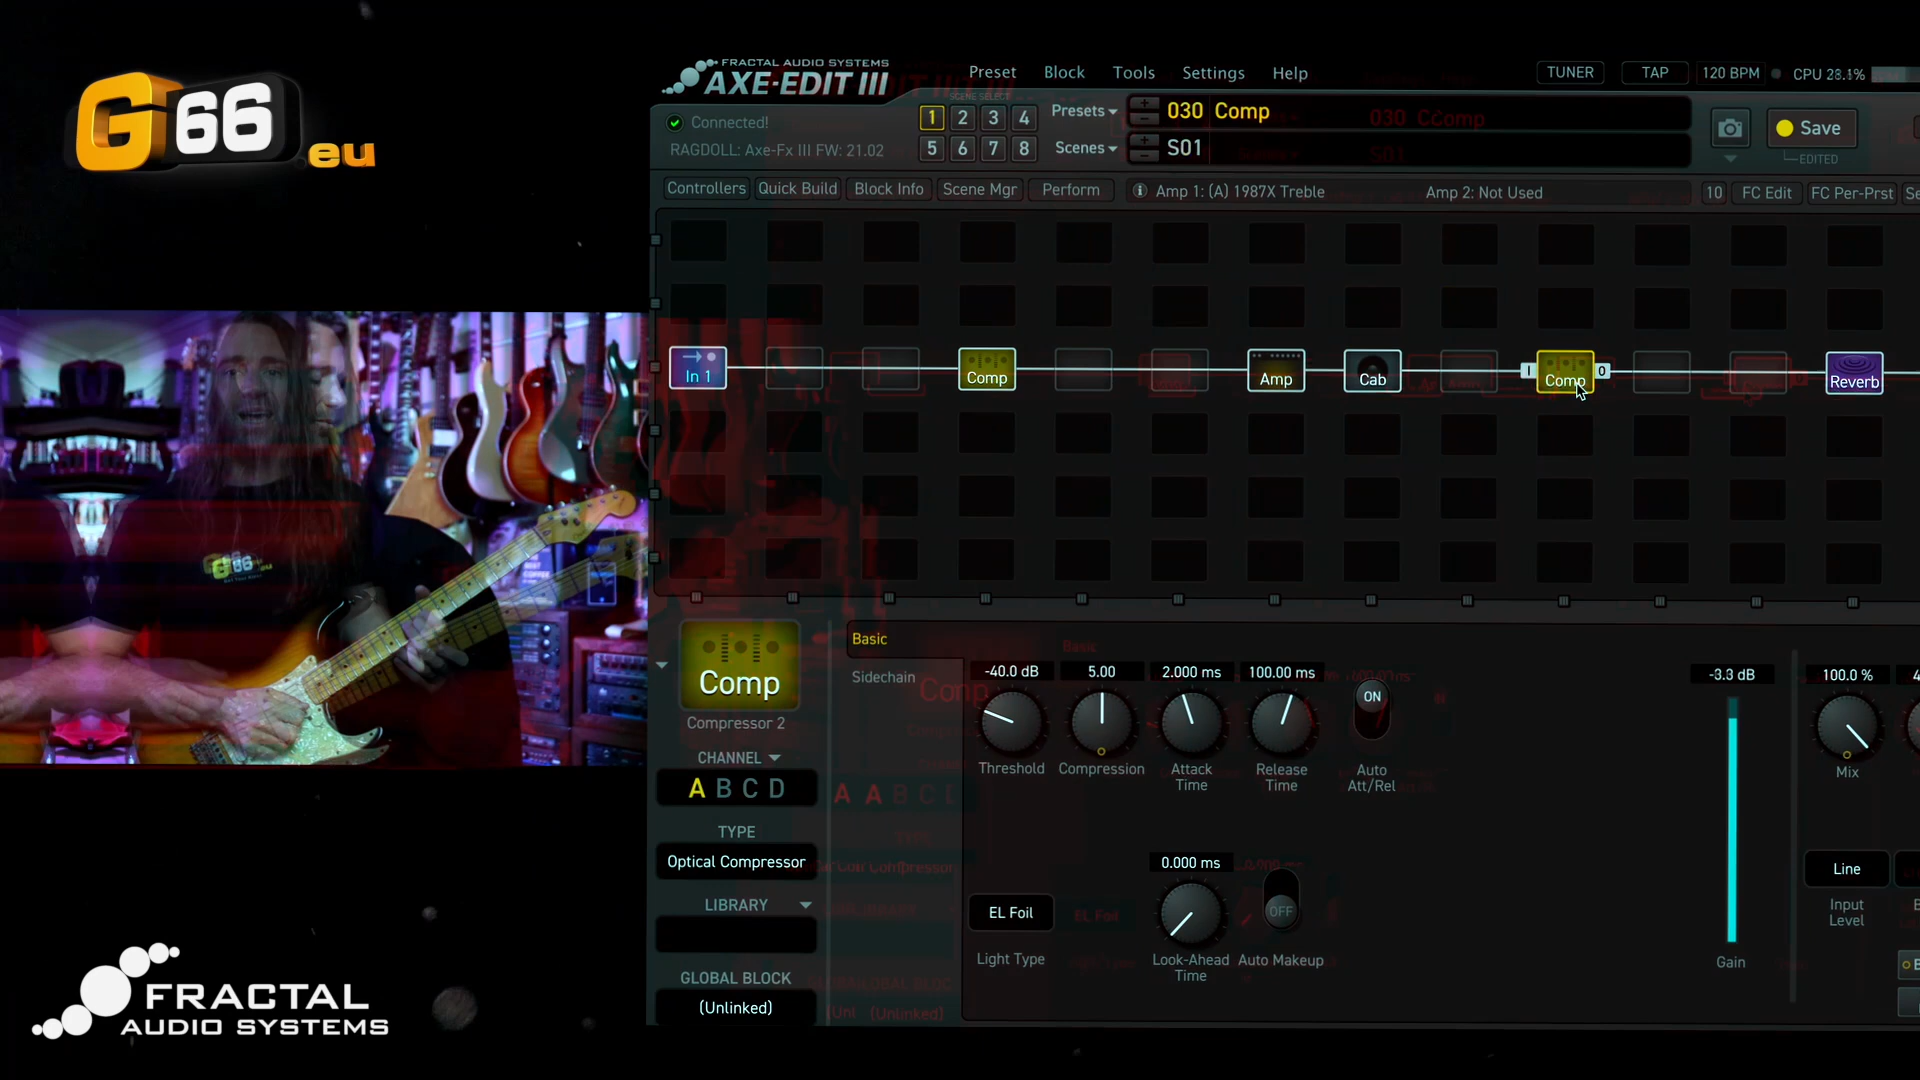 G66.eu
FRACTAL
AUDIO SYSTEMS
G66.eu
FRACTAL AUDIO SYSTEMS
AXE-EDIT III
Preset Block Tools Settings Help
TUNER TAP 120 BPM CPU 28.1%
Connected!
RAGDOLL: Axe-Fx III FW: 21.02
SCENE SELECT
1 2 3 4
5 6 7 8
Presets 030 Comp
Scenes S01
Save
EDITED
Controllers Quick Build Block Info Scene Mgr Perform
Amp 1: (A) 1987X Treble Amp 2: Not Used
10 FC Edit FC Per-Prst
In 1 Comp Amp Cab I Comp O Reverb
Comp
Compressor 2
CHANNEL
A B C D
TYPE
Optical Compressor
LIBRARY
GLOBAL BLOCK
(Unlinked)
Basic
Sidechain
-40.0 dB 5.00 2.000 ms 100.00 ms ON
Threshold Compression Attack Time Release Time Auto Att/Rel
EL Foil 0.000 ms OFF
Light Type Look-Ahead Time Auto Makeup
-3.3 dB
Gain
100.0 %
Mix
Line
Input Level